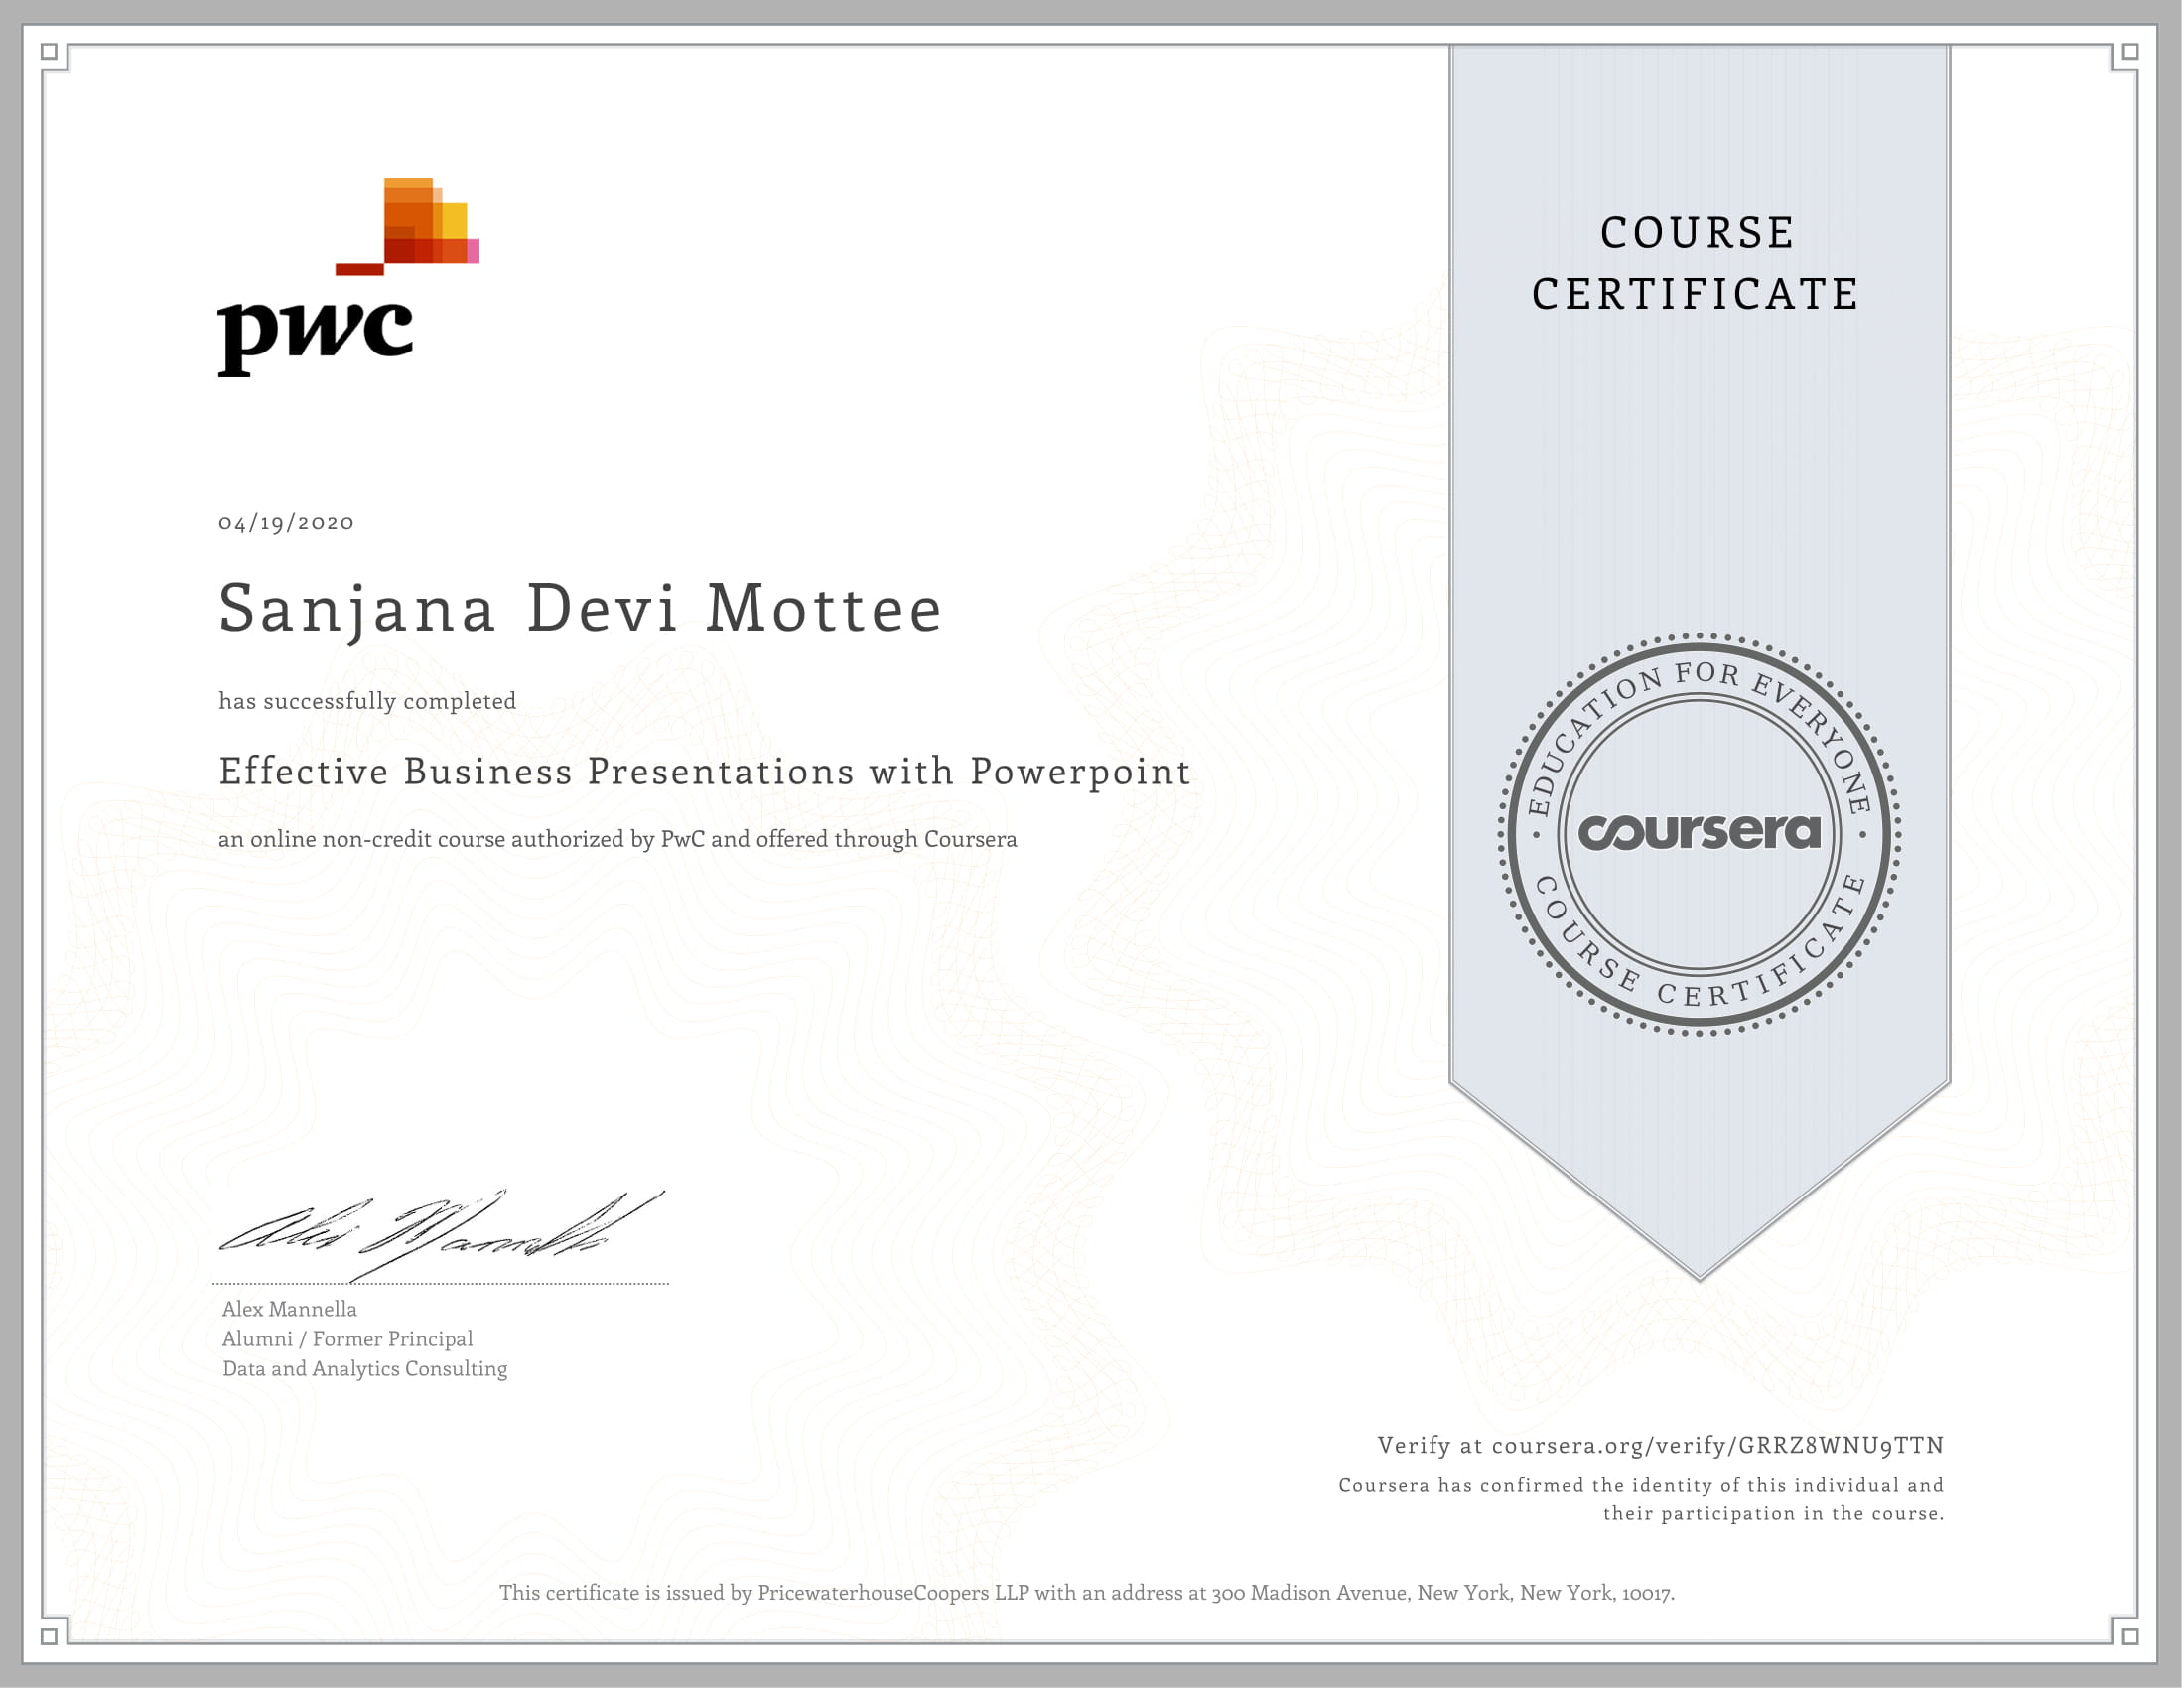 pwc
COURSE
CERTIFICATE
04/19/2020
Sanjana Devi Mottee
has successfully completed
Effective Business Presentations with Powerpoint
an online non-credit course authorized by PwC and offered through Coursera
EDUCATION FOR EVERYONE
coursera
COURSE CERTIFICATE
Alex Mannella
Alex Mannella
Alumni / Former Principal
Data and Analytics Consulting
Verify at coursera.org/verify/GRRZ8WNU9TTN
Coursera has confirmed the identity of this individual and
their participation in the course.
This certificate is issued by PricewaterhouseCoopers LLP with an address at 300 Madison Avenue, New York, New York, 10017.